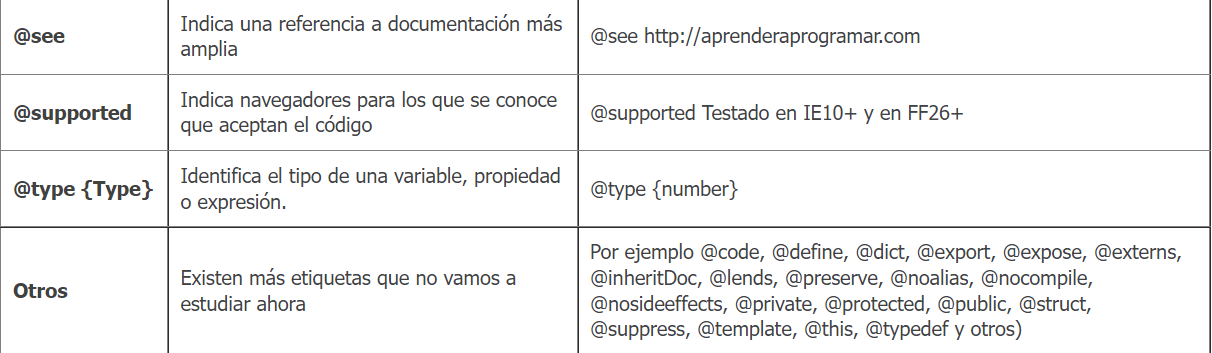 @see
Indica una referencia a documentación más
amplia
@see http://aprenderaprogramar.com
@supported
Indica navegadores para los que se conoce
que aceptan el código
@supported Testado en IE10+ y en FF26+
@type {Type}
Identifica el tipo de una variable, propiedad
o expresión.
@type {number}
Otros
Existen más etiquetas que no vamos a
estudiar ahora
Por ejemplo @code, @define, @dict, @export, @expose, @externs,
@inheritDoc, @lends, @preserve, @noalias, @nocompile,
@nosideeffects, @private, @protected, @public, @struct,
@suppress, @template, @this, @typedef y otros)